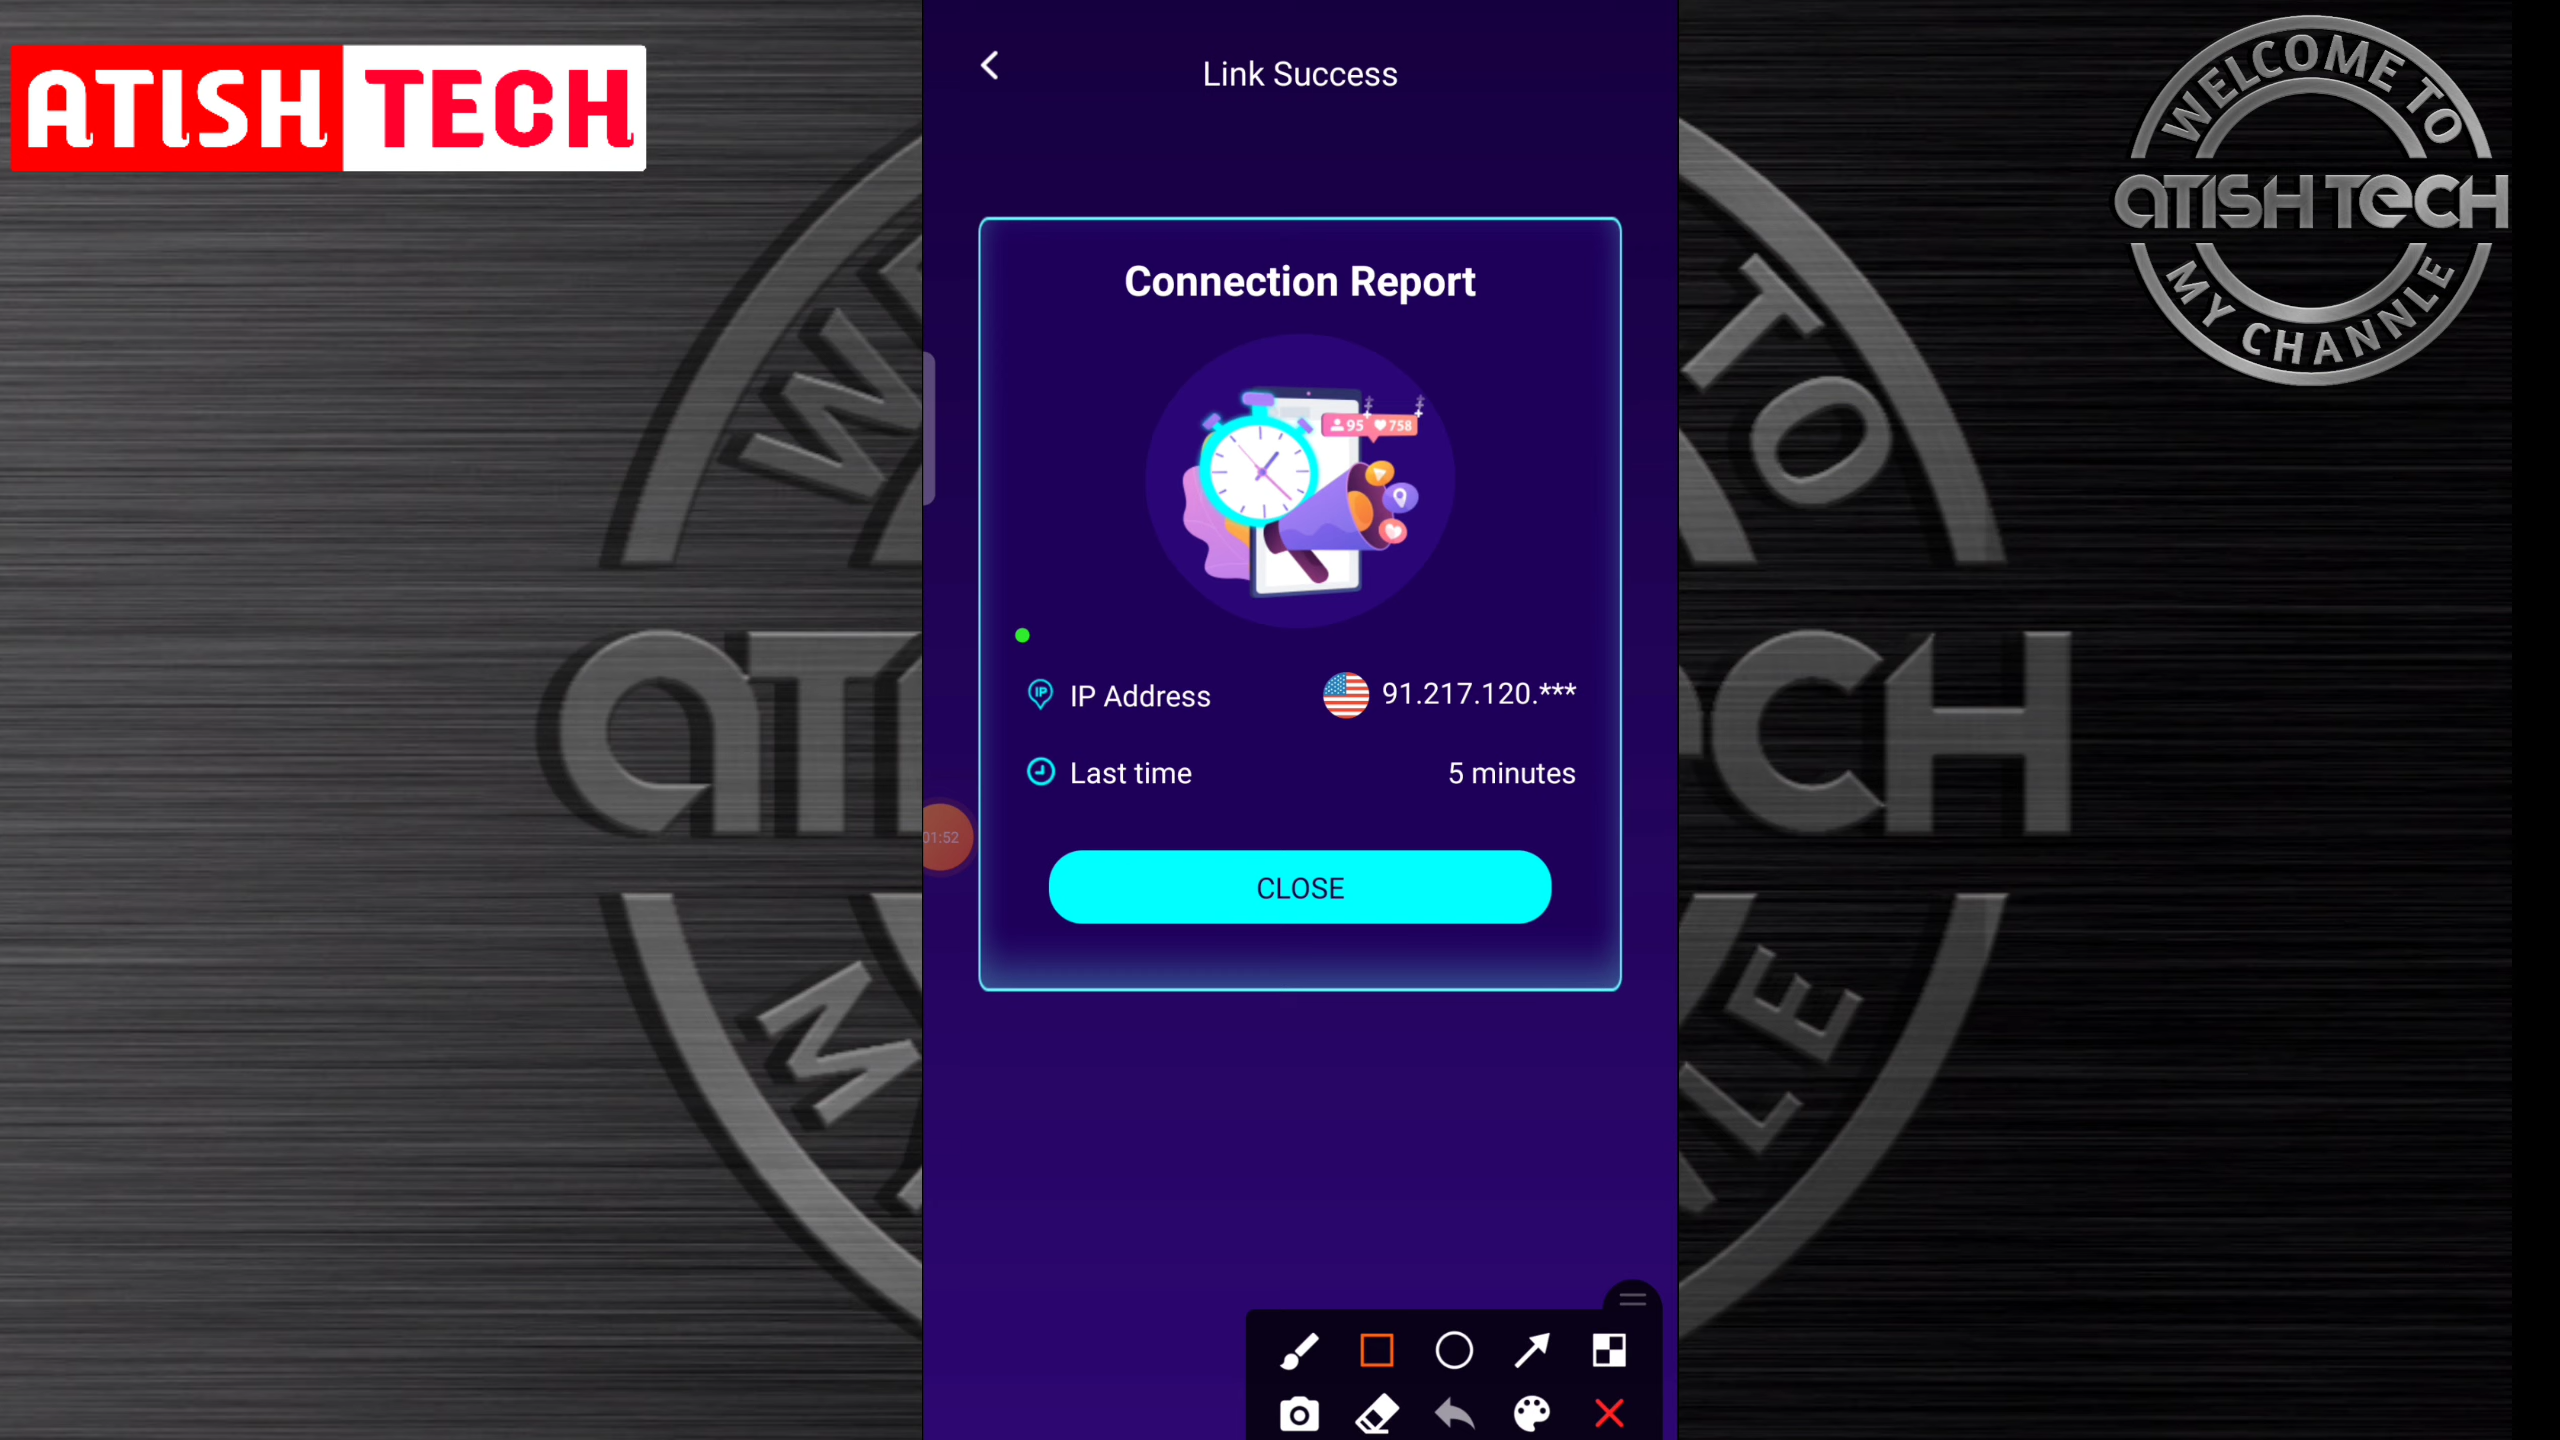 ATISH TECH
WELCOME TO
ATISH TECH
MY CHANNLE
Link Success
Connection Report
95 758
IP
IP Address
91.217.120.***
Last time
5 minutes
01:52
CLOSE